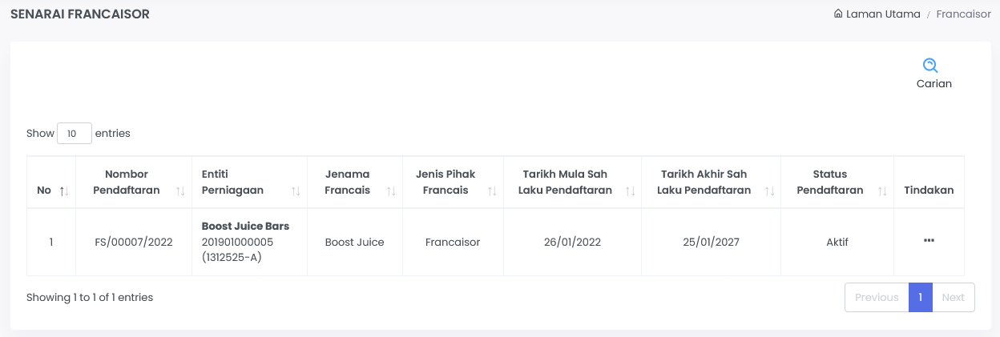 SENARAI FRANCAISOR
Laman Utama / Francaisor
Carian
Show 10 entries
No
Nombor Pendaftaran
Entiti Perniagaan
Jenama Francais
Jenis Pihak Francais
Tarikh Mula Sah Laku Pendaftaran
Tarikh Akhir Sah Laku Pendaftaran
Status Pendaftaran
Tindakan
1
FS/00007/2022
Boost Juice Bars
201901000005
(1312525-A)
Boost Juice
Francaisor
26/01/2022
25/01/2027
Aktif
Showing 1 to 1 of 1 entries
Previous 1 Next